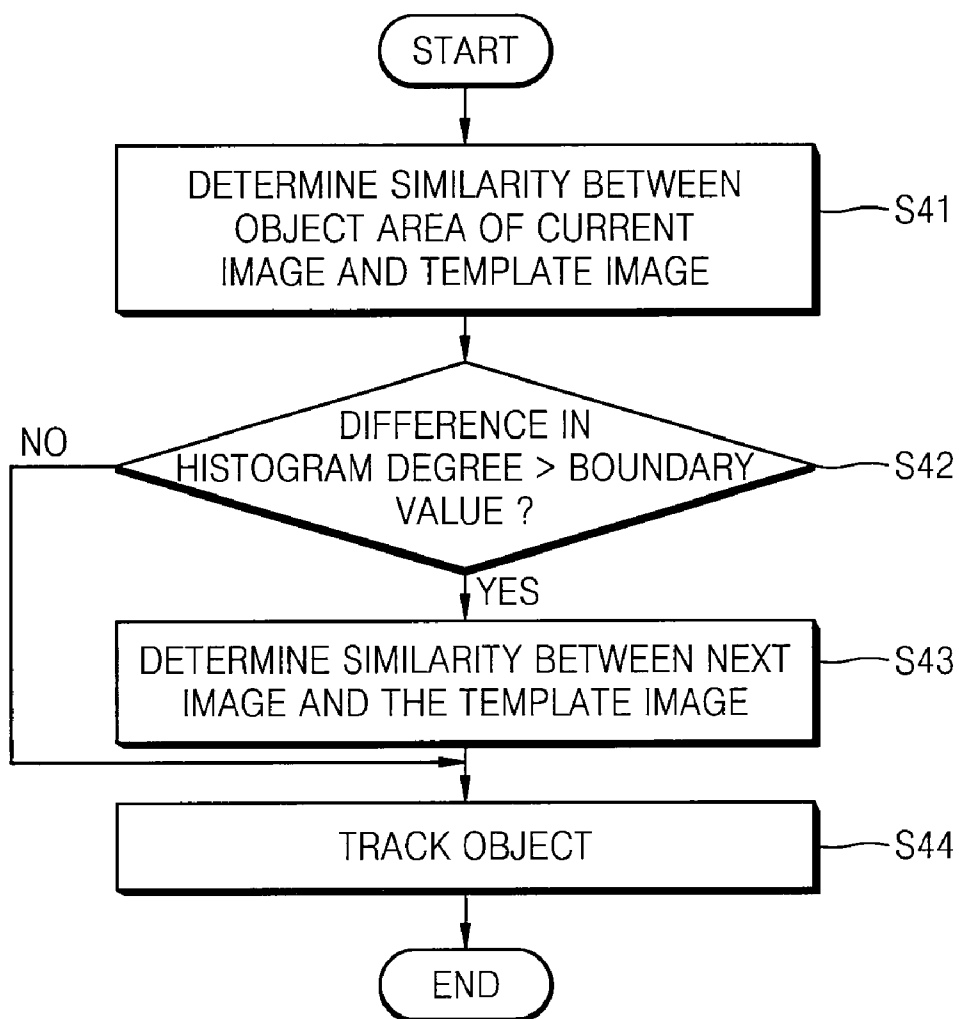 START
DETERMINE SIMILARITY BETWEEN
OBJECT AREA OF CURRENT
IMAGE AND TEMPLATE IMAGE
S41
DIFFERENCE IN
HISTOGRAM DEGREE > BOUNDARY
VALUE ?
S42
NO
YES
DETERMINE SIMILARITY BETWEEN NEXT
IMAGE AND THE TEMPLATE IMAGE
S43
TRACK OBJECT
S44
END